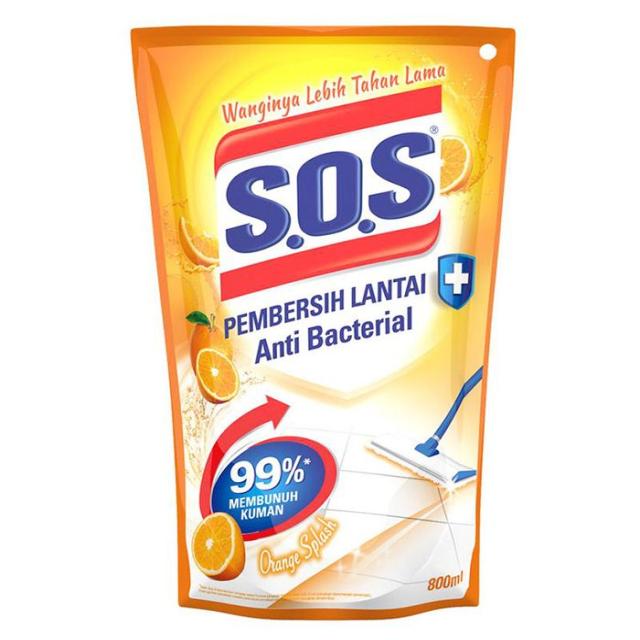 Wanginya Lebih Tahan Lama
S.O.S®
PEMBERSIH LANTAI
Anti Bacterial
99%*
MEMBUNUH
KUMAN
Orange Splash
800ml